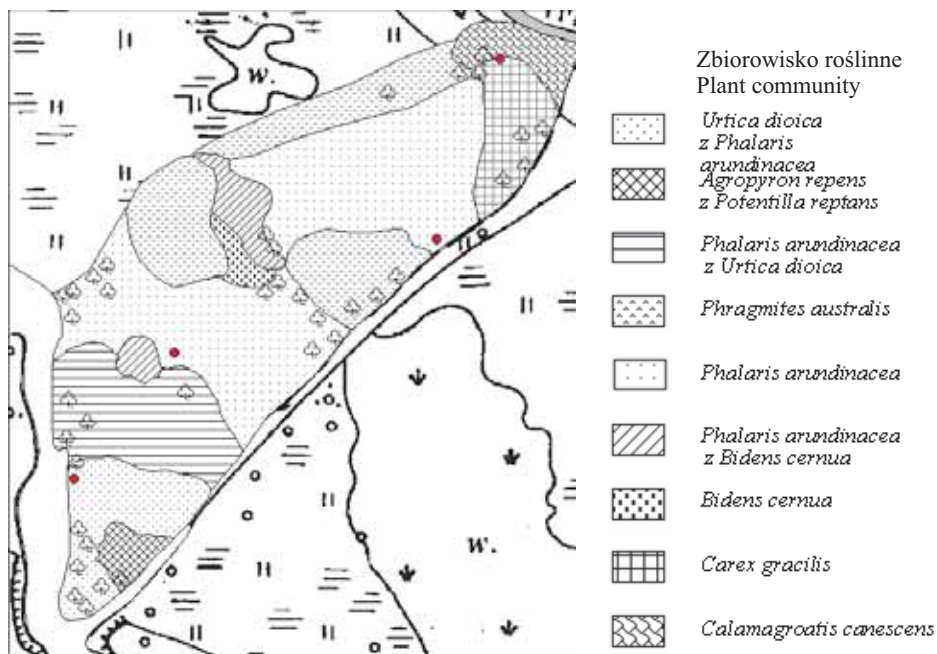 w.
w.
Zbiorowisko roślinne
Plant community
Urtica dioica
z Phalaris
arundinacea
Agropyron repens
z Potentilla reptans
Phalaris arundinacea
z Urtica dioica
Phragmites australis
Phalaris arundinacea
Phalaris arundinacea
z Bidens cernua
Bidens cernua
Carex gracilis
Calamagroatis canescens